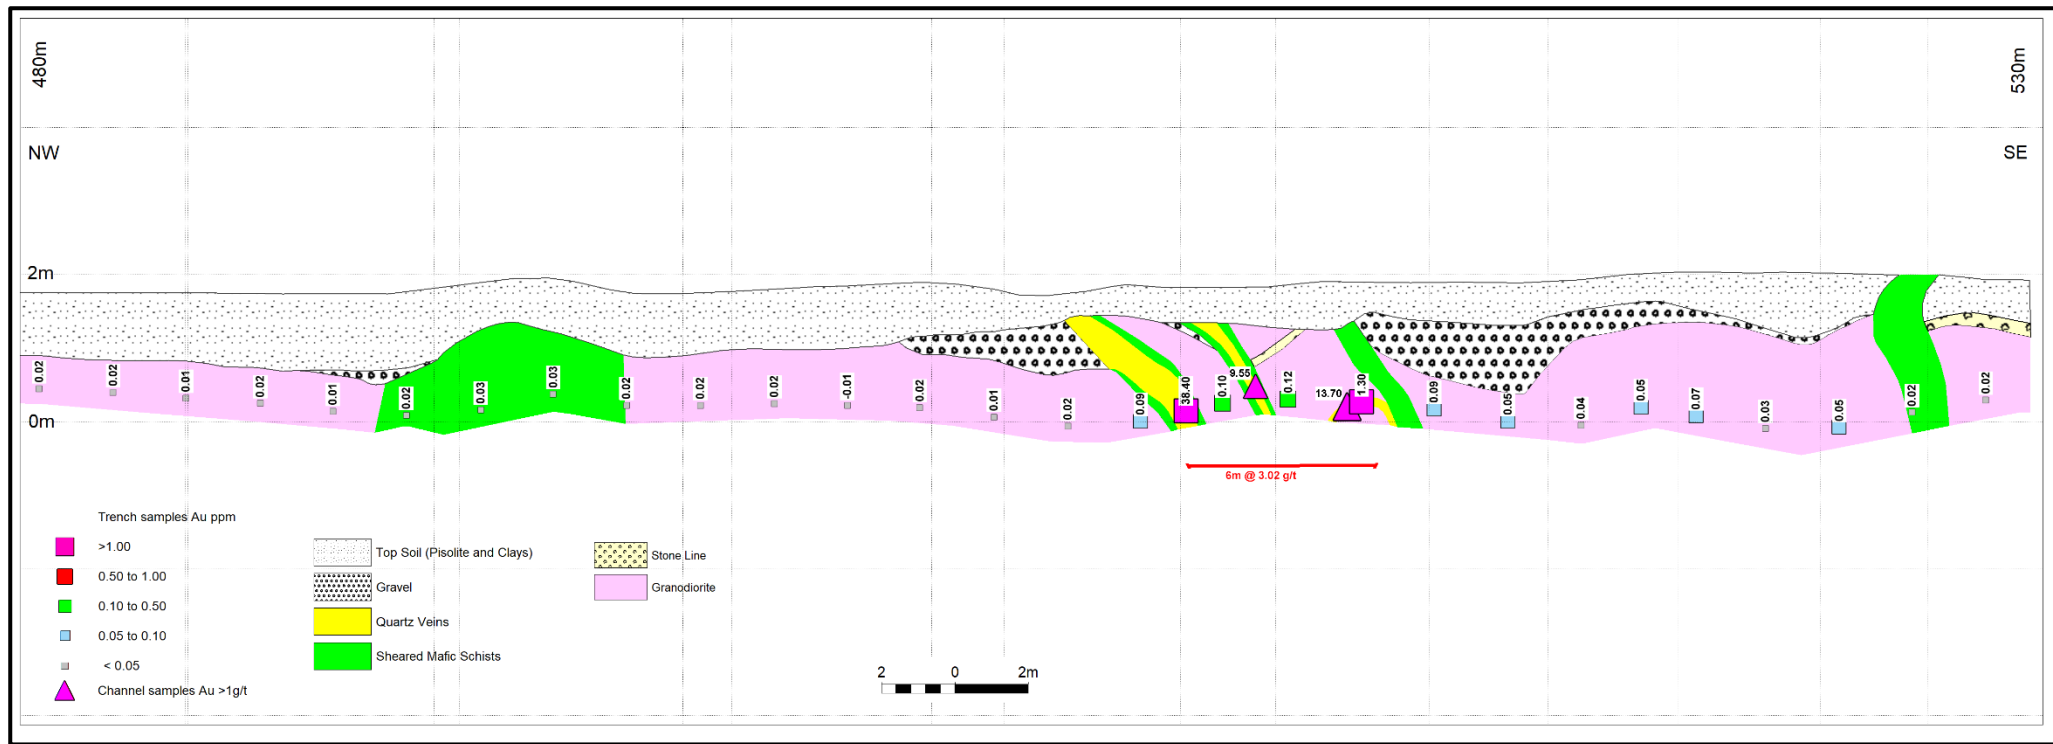 480m
530m
NW
SE
2m
0m
0.02
0.02
0.01
0.02
0.01
0.02
0.03
0.03
0.02
0.02
0.02
-0.01
0.02
0.01
0.02
0.09
38.40
0.10
9.55
0.12
13.70
1.30
0.09
0.05
0.04
0.05
0.07
0.03
0.05
0.02
0.02
6m @ 3.02 g/t
Trench samples Au ppm
>1.00
0.50 to 1.00
0.10 to 0.50
0.05 to 0.10
< 0.05
Channel samples Au >1g/t
Top Soil (Pisolite and Clays)
Gravel
Quartz Veins
Sheared Mafic Schists
Stone Line
Granodiorite
2 0 2m